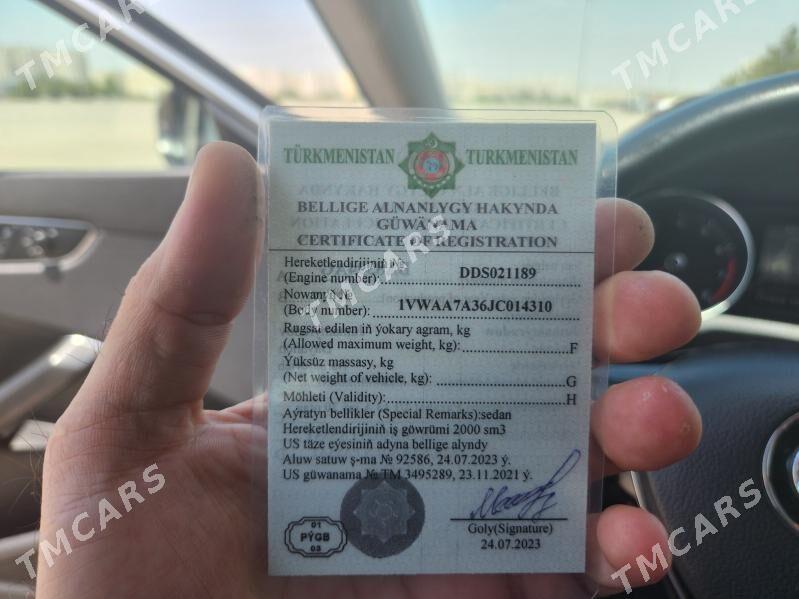 TÜRKMENISTAN TURKMENISTAN
BELLIGE ALNANLYGY HAKYNDA
GÜWÄNAMA
CERTIFICATE OF REGISTRATION
Hereketlendirijiniň №
(Engine number): DDS021189
Nowanyň №
(Body number): 1VWAA7A36JC014310
Rugsat edilen iň ýokary agram, kg
(Allowed maximum weight, kg): F
Ýüksüz massasy, kg
(Net weight of vehicle, kg): G
Möhleti (Validity): H
Aýratyn bellikler (Special Remarks):sedan
Hereketlendirijiniň iş göwrümi 2000 sm3
US täze eýesiniň adyna bellige alyndy
Aluw satuw ş-ma № 92586, 24.07.2023 ý.
US güwanama № TM 3495289, 23.11.2021 ý.
01
PÝGB
03
Goly(Signature)
24.07.2023
TMCARS
TMCARS
TMCARS
TMCARS
TMCARS
TMCARS
TMCARS